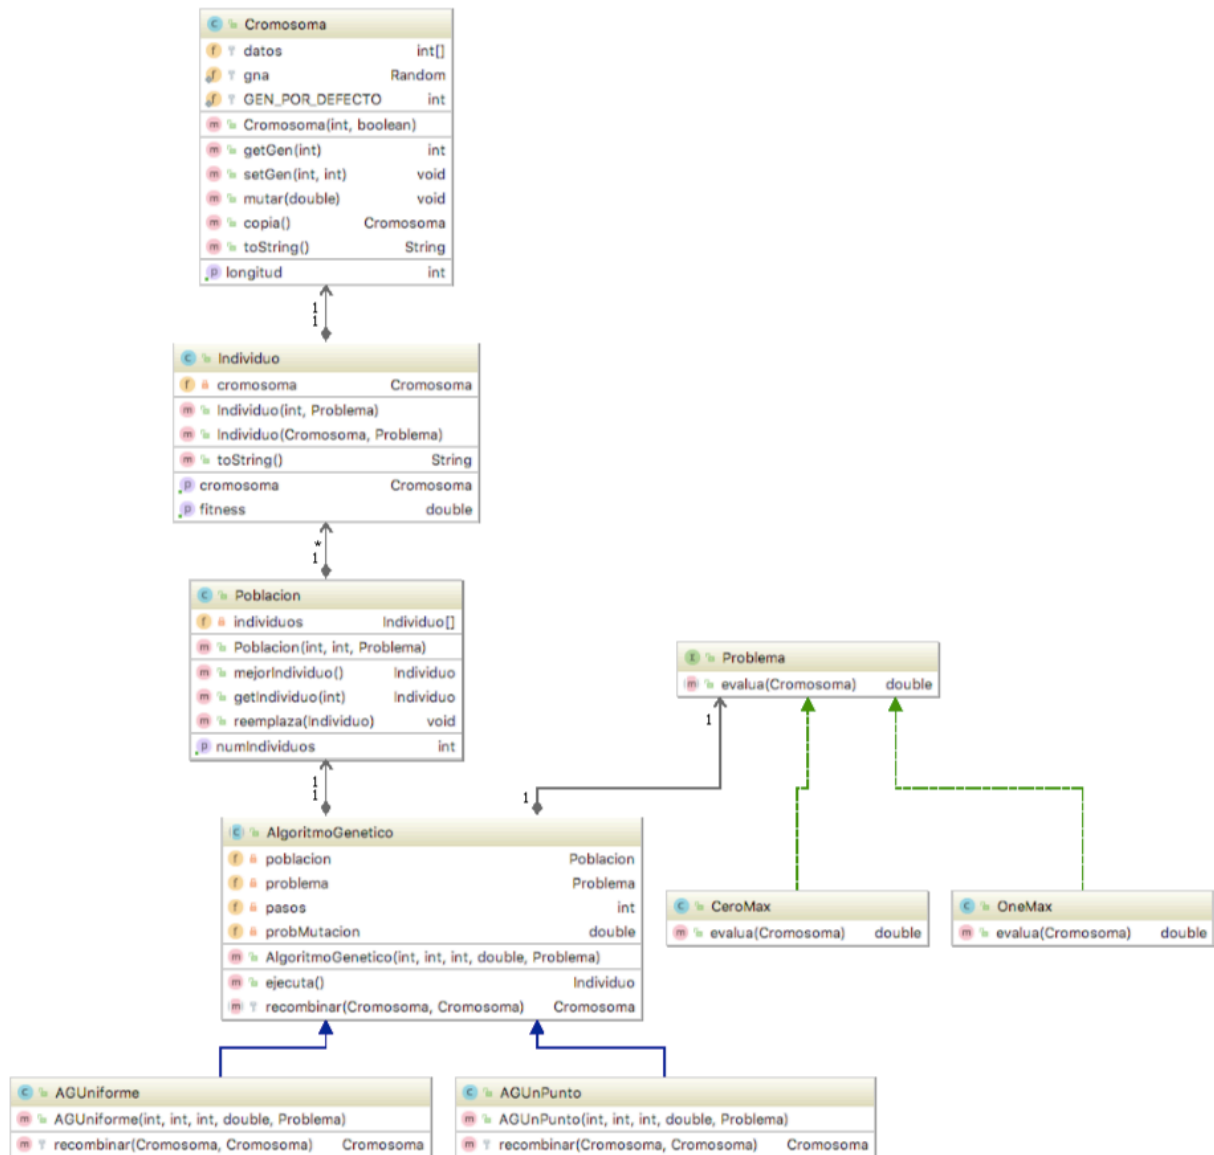 Cromosoma
datos int[]
gna Random
GEN_POR_DEFECTO int
Cromosoma(int, boolean)
getGen(int) int
setGen(int, int) void
mutar(double) void
copia() Cromosoma
toString() String
longitud int
1
1
Individuo
cromosoma Cromosoma
Individuo(int, Problema)
Individuo(Cromosoma, Problema)
toString() String
cromosoma Cromosoma
fitness double
*
1
Poblacion
individuos Individuo[]
Poblacion(int, int, Problema)
mejorIndividuo() Individuo
getIndividuo(int) Individuo
reemplaza(Individuo) void
numIndividuos int
Problema
evalua(Cromosoma) double
1
1
1
1
AlgoritmoGenetico
poblacion Poblacion
problema Problema
pasos int
probMutacion double
AlgoritmoGenetico(int, int, int, double, Problema)
ejecuta() Individuo
recombinar(Cromosoma, Cromosoma) Cromosoma
CeroMax
evalua(Cromosoma) double
OneMax
evalua(Cromosoma) double
AGUniforme
AGUniforme(int, int, int, double, Problema)
recombinar(Cromosoma, Cromosoma) Cromosoma
AGUnPunto
AGUnPunto(int, int, int, double, Problema)
recombinar(Cromosoma, Cromosoma) Cromosoma